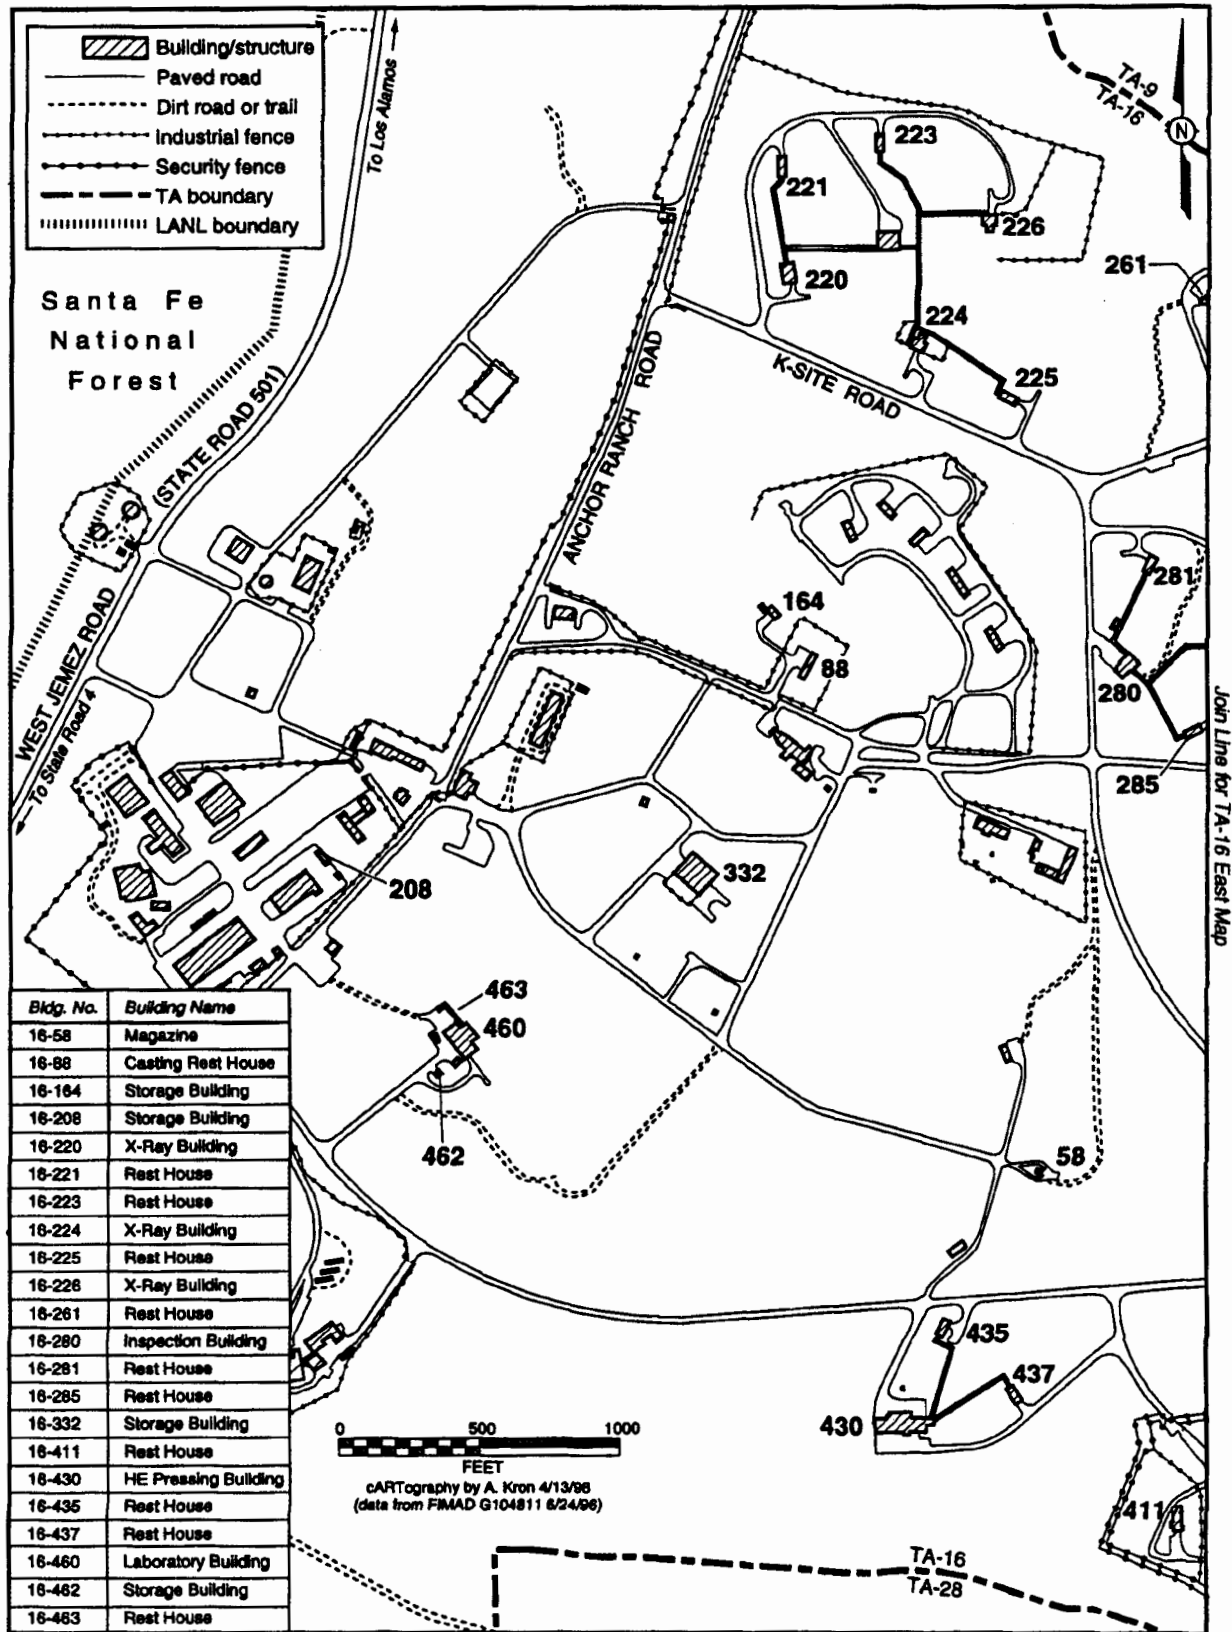 Building/structure
Paved road
Dirt road or trail
Industrial fence
Security fence
TA boundary
LANL boundary
To Los Alamos
TA-9
TA-16
N
223
221
226
220
261
224
225
Santa Fe
National
Forest
(STATE ROAD 501)
ANCHOR RANCH ROAD
K-SITE ROAD
WEST JEMEZ ROAD
To State Road 4
164
88
281
280
285
Join Line for TA-16 East Map
332
208
463
460
462
58
435
437
430
411
Bldg. No. Building Name
16-58 Magazine
16-88 Casting Rest House
16-164 Storage Building
16-208 Storage Building
16-220 X-Ray Building
16-221 Rest House
16-223 Rest House
16-224 X-Ray Building
16-225 Rest House
16-226 X-Ray Building
16-261 Rest House
16-280 Inspection Building
16-281 Rest House
16-285 Rest House
16-332 Storage Building
16-411 Rest House
16-430 HE Pressing Building
16-435 Rest House
16-437 Rest House
16-460 Laboratory Building
16-462 Storage Building
16-463 Rest House
0 500 1000
FEET
cARTography by A. Kron 4/13/96
(data from FIMAD G104811 6/24/96)
TA-16
TA-28